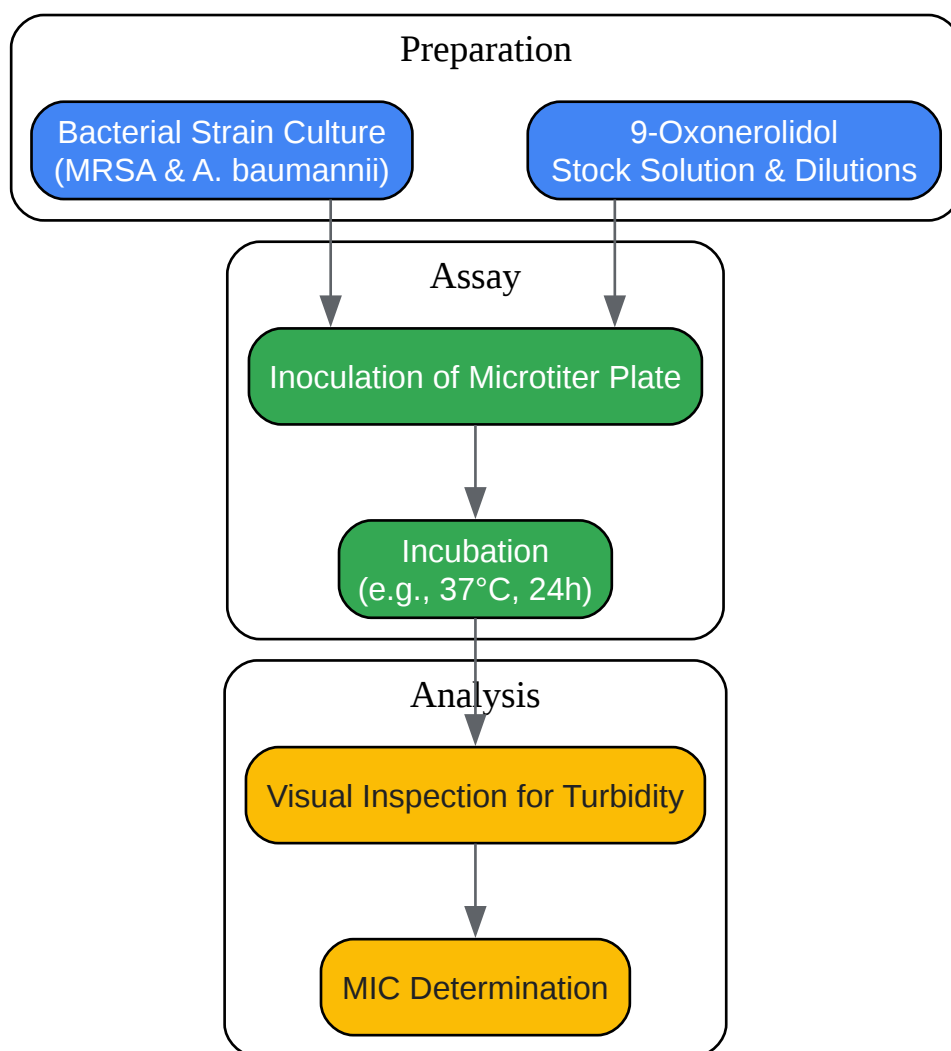 Preparation
Bacterial Strain Culture
(MRSA & A. baumannii)
9-Oxonerolidol
Stock Solution & Dilutions
Assay
Inoculation of Microtiter Plate
Incubation
(e.g., 37°C, 24h)
Analysis
Visual Inspection for Turbidity
MIC Determination